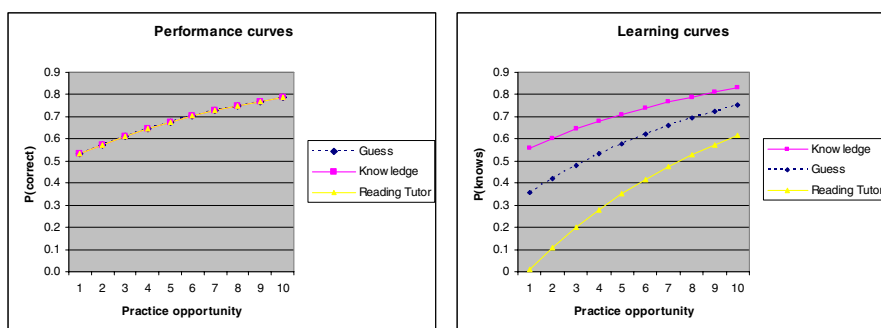 Performance curves
0.9
0.8
0.7
0.6
0.5
0.4
0.3
0.2
0.1
0.0
P(correct)
1 2 3 4 5 6 7 8 9 10
Practice opportunity
Guess
Know ledge
Reading Tutor
Learning curves
0.9
0.8
0.7
0.6
0.5
0.4
0.3
0.2
0.1
0
P(knows)
1 2 3 4 5 6 7 8 9 10
Practice opportunity
Know ledge
Guess
Reading Tutor